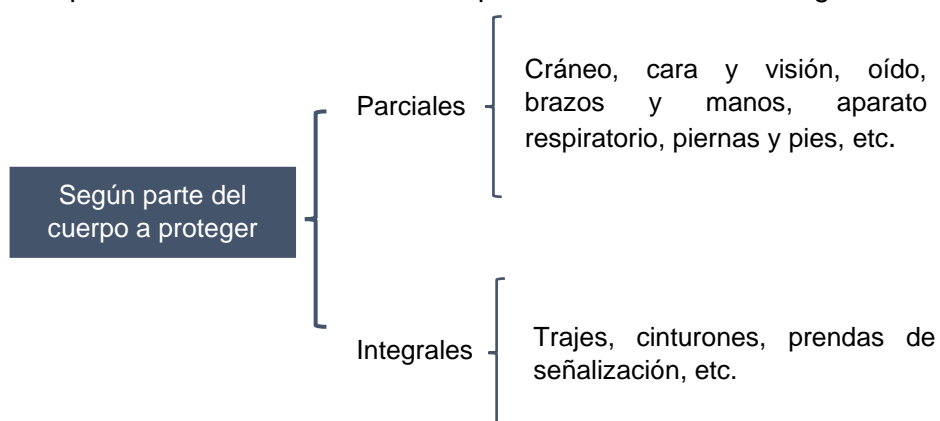 Cráneo, cara y visión, oído,
Parciales
brazos y manos, aparato
respiratorio, piernas y pies, etc.
Según parte del
cuerpo a proteger
Integrales
Trajes, cinturones, prendas de
señalización, etc.